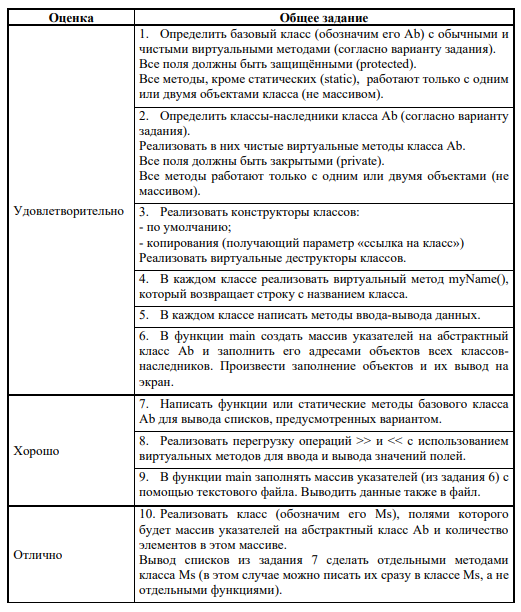 Оценка
Общее задание
Удовлетворительно
1. Определить базовый класс (обозначим его Ab) с обычными и
чистыми виртуальными методами (согласно варианту задания).
Все поля должны быть защищёнными (protected).
Все методы, кроме статических (static), работают только с одним
или двумя объектами класса (не массивом).
2. Определить классы-наследники класса Ab (согласно варианту
задания).
Реализовать в них чистые виртуальные методы класса Ab.
Все поля должны быть закрытыми (private).
Все методы работают только с одним или двумя объектами (не
массивом).
3. Реализовать конструкторы классов:
- по умолчанию;
- копирования (получающий параметр «ссылка на класс»)
Реализовать виртуальные деструкторы классов.
4. В каждом классе реализовать виртуальный метод myName(),
который возвращает строку с названием класса.
5. В каждом классе написать методы ввода-вывода данных.
6. В функции main создать массив указателей на абстрактный
класс Ab и заполнить его адресами объектов всех классов-
наследников. Произвести заполнение объектов и их вывод на
экран.
Хорошо
7. Написать функции или статические методы базового класса
Ab для вывода списков, предусмотренных вариантом.
8. Реализовать перегрузку операций >> и << с использованием
виртуальных методов для ввода и вывода значений полей.
9. В функции main заполнять массив указателей (из задания 6) с
помощью текстового файла. Выводить данные также в файл.
Отлично
10. Реализовать класс (обозначим его Ms), полями которого
будет массив указателей на абстрактный класс Ab и количество
элементов в этом массиве.
Вывод списков из задания 7 сделать отдельными методами
класса Ms (в этом случае можно писать их сразу в классе Ms, а не
отдельными функциями).